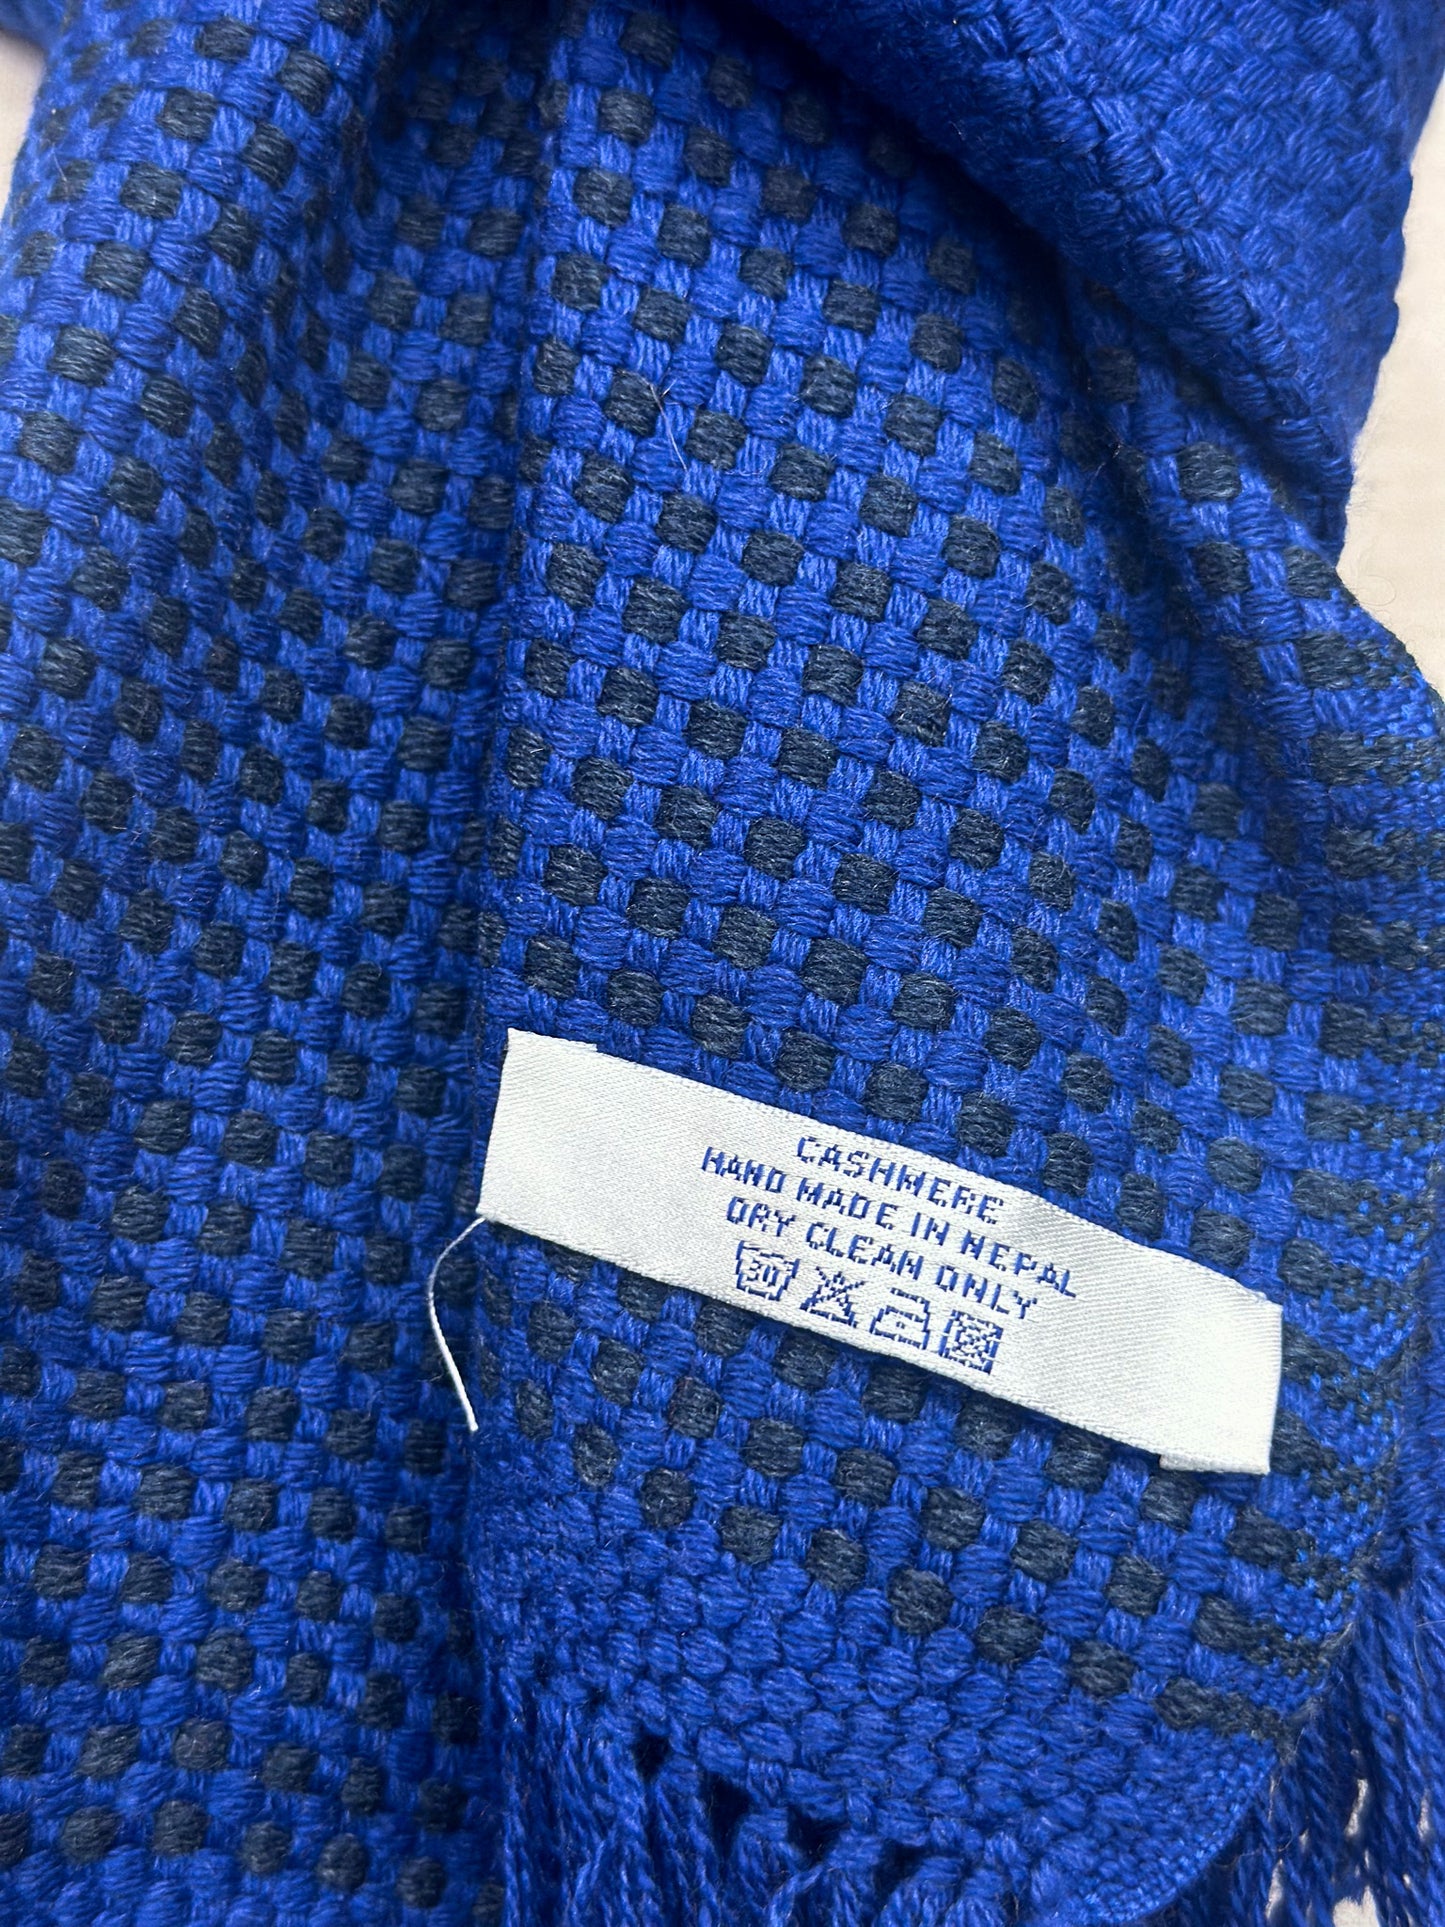 CASHMERE
HAND MADE IN NEPAL
DRY CLEAN ONLY
30